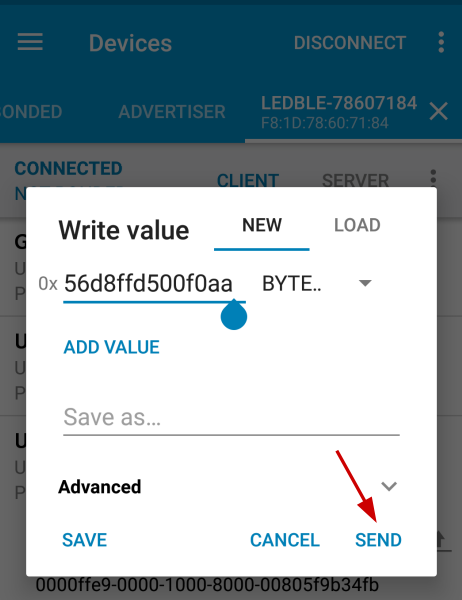 Devices
DISCONNECT
ONDED
ADVERTISER
LEDBLE-78607184
F8:1D:78:60:71:84
CONNECTED
CLIENT
SERVER
Write value
NEW
LOAD
0x 56d8ffd500f0aa
BYTE..
ADD VALUE
Save as…
Advanced
SAVE
CANCEL
SEND
0000ffe9-0000-1000-8000-00805f9b34fb